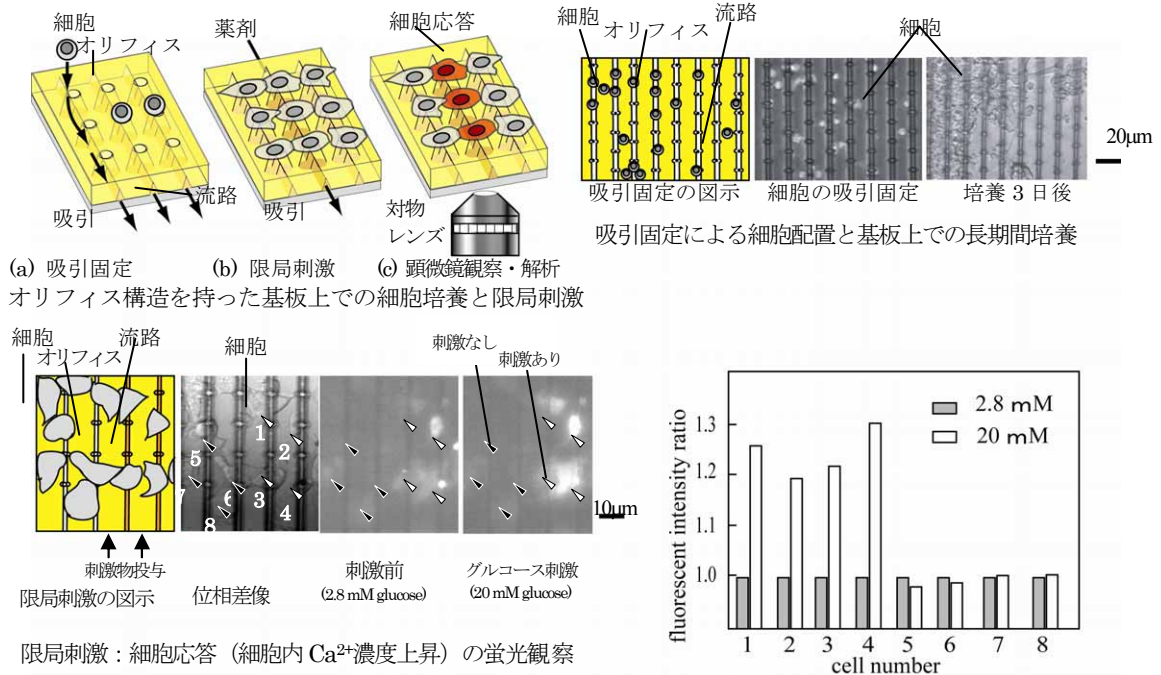 細胞
オリフィス
流路
吸引
(a) 吸引固定
薬剤
吸引
(b) 限局刺激
細胞応答
対物
レンズ
(c) 顕微鏡観察・解析
オリフィス構造を持った基板上での細胞培養と限局刺激
細胞
オリフィス
流路
細胞
20μm
吸引固定の図示
細胞の吸引固定
培養 3 日後
吸引固定による細胞配置と基板上での長期間培養
細胞
オリフィス
流路
刺激物投与
限局刺激の図示
細胞
1
2
5
7
6
3
4
8
位相差像
刺激前
(2.8 mM glucose)
刺激なし
刺激あり
グルコース刺激
(20 mM glucose)
10μm
限局刺激：細胞応答（細胞内 Ca²⁺濃度上昇）の蛍光観察
fluorescent intensity ratio
1.3
1.2
1.1
1.0
2.8 mM
20 mM
1 2 3 4 5 6 7 8
cell number